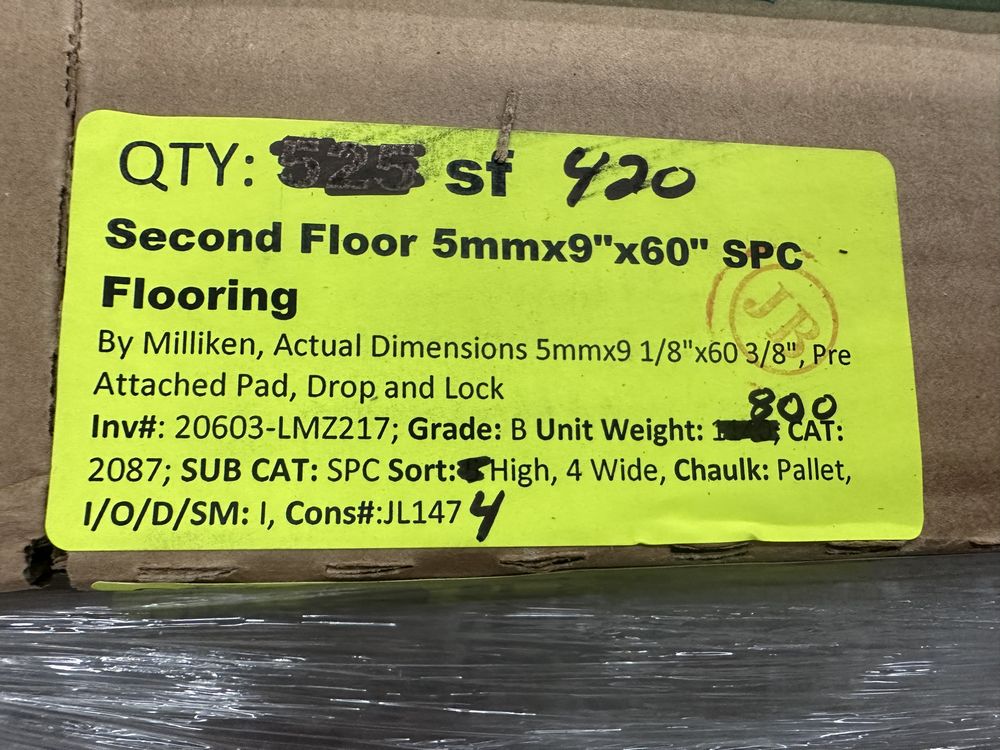 QTY: 525 sf 420
Second Floor 5mmx9"x60" SPC
Flooring
By Milliken, Actual Dimensions 5mmx9 1/8"x60 3/8", Pre
Attached Pad, Drop and Lock
800
Inv#: 20603-LMZ217; Grade: B Unit Weight: CAT:
2087; SUB CAT: SPC Sort: High, 4 Wide, Chaulk: Pallet,
I/O/D/SM: I, Cons#:JL147 4
JB